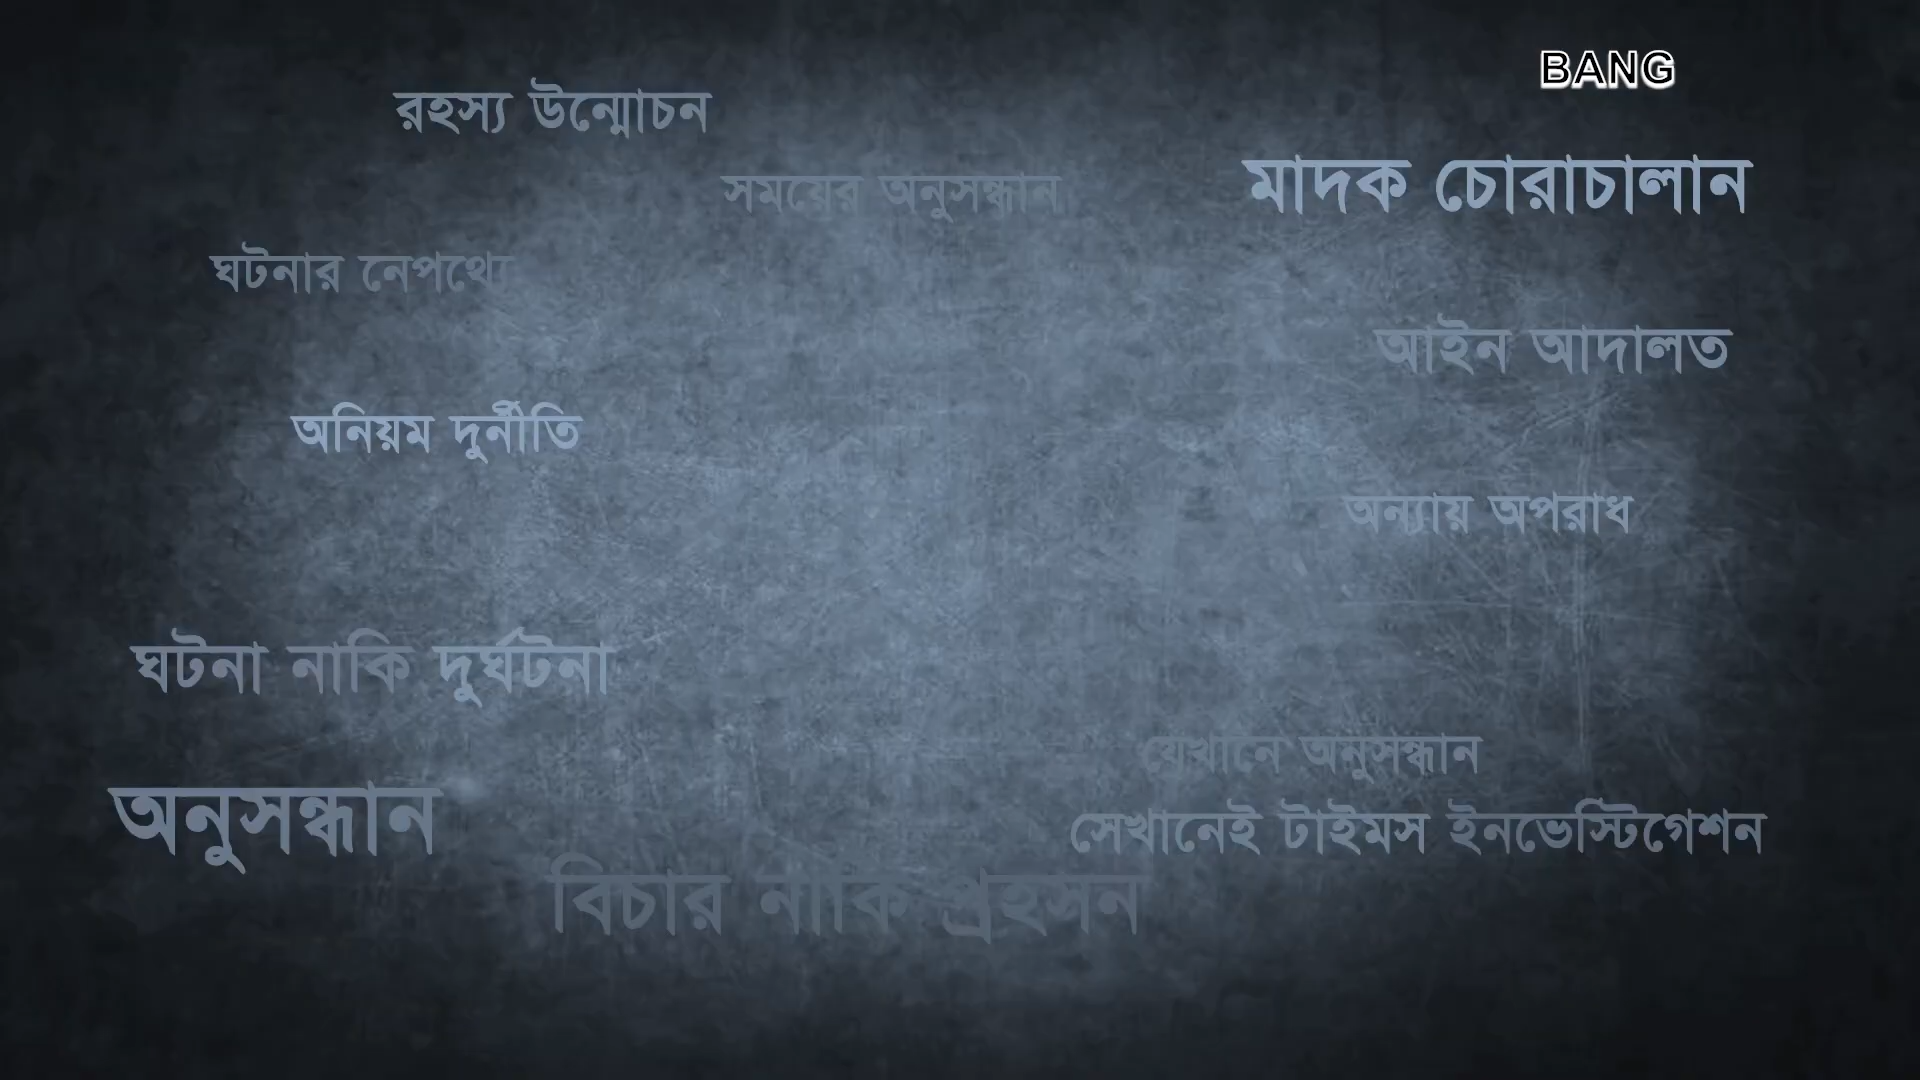 BANG
রহস্য উন্মোচন
মাদক চোরাচালান
সময়ের অনুসন্ধান
ঘটনার নেপথ্যে
আইন আদালত
অনিয়ম দুর্নীতি
অন্যায় অপরাধ
ঘটনা নাকি দুর্ঘটনা
যেখানে অনুসন্ধান
অনুসন্ধান
সেখানেই টাইমস ইনভেস্টিগেশন
বিচার নাকি প্রহসন